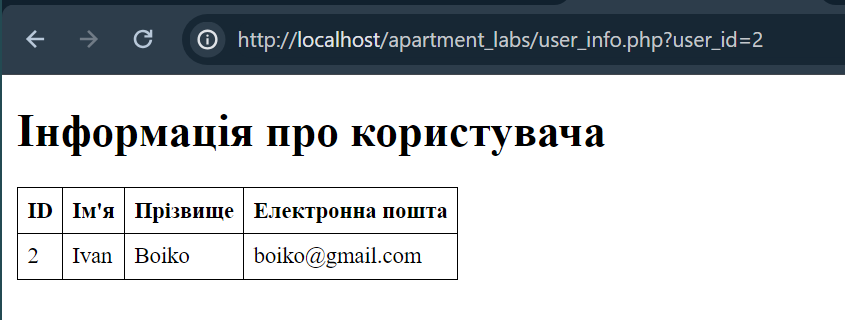 http://localhost/apartment_labs/user_info.php?user_id=2
Інформація про користувача
ID Ім'я Прізвище Електронна пошта
2 Ivan Boiko boiko@gmail.com